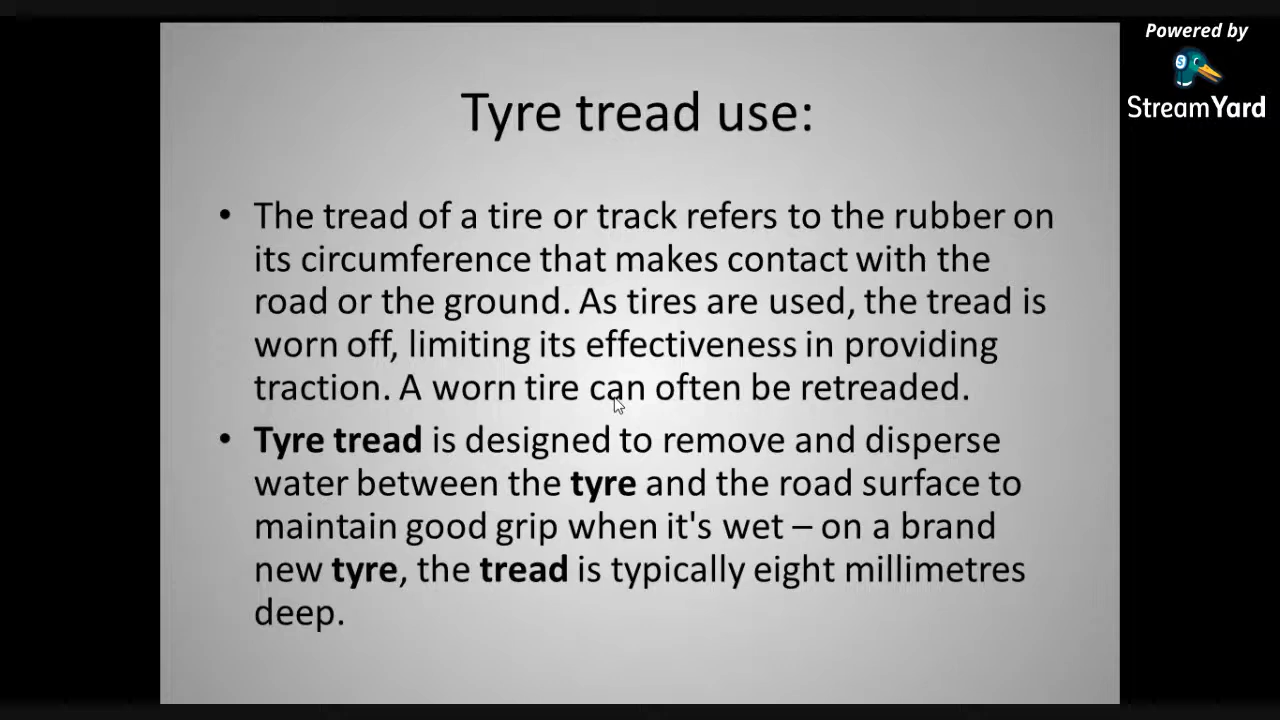 Powered by
StreamYard
Tyre tread use:
• The tread of a tire or track refers to the rubber on
its circumference that makes contact with the
road or the ground. As tires are used, the tread is
worn off, limiting its effectiveness in providing
traction. A worn tire can often be retreaded.
• Tyre tread is designed to remove and disperse
water between the tyre and the road surface to
maintain good grip when it's wet – on a brand
new tyre, the tread is typically eight millimetres
deep.